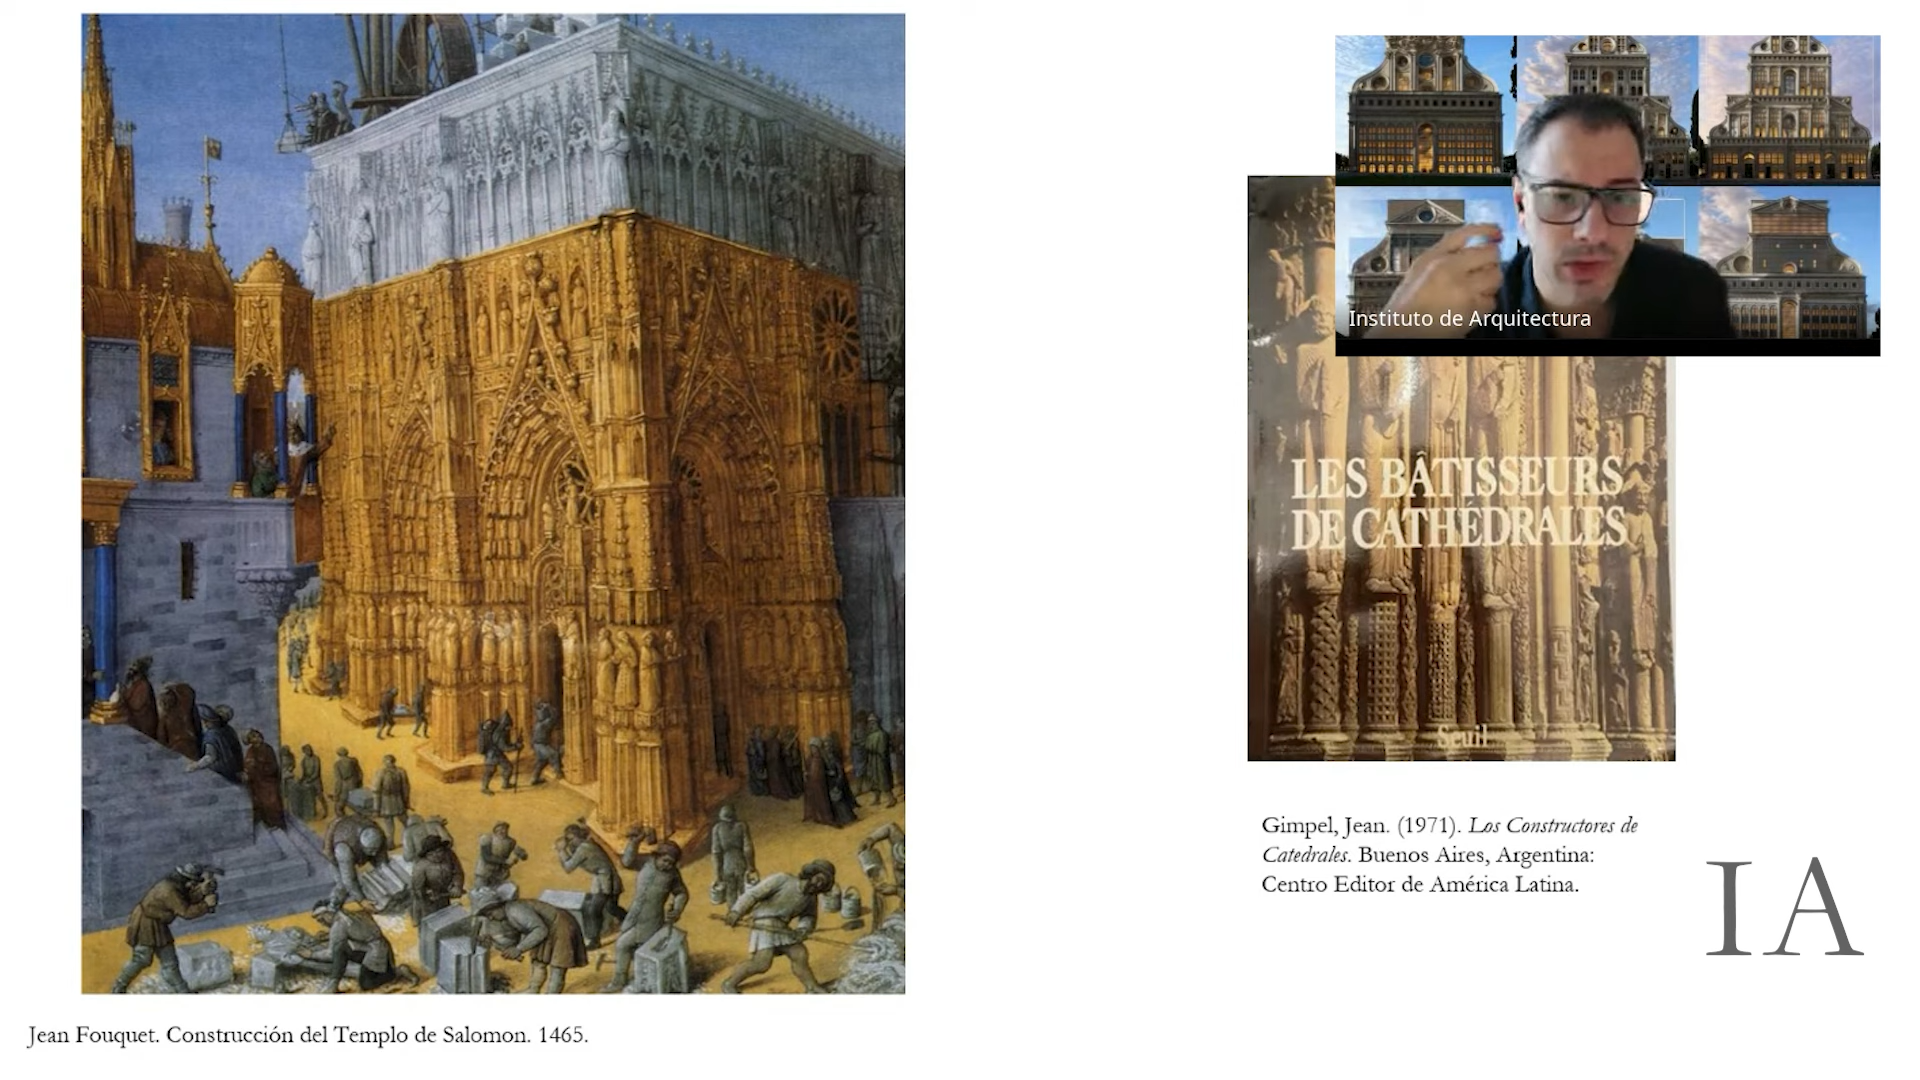 Instituto de Arquitectura
LES BÂTISSEURS
DE CATHÉDRALES
Seuil
Gimpel, Jean. (1971). Los Constructores de
Catedrales. Buenos Aires, Argentina:
Centro Editor de América Latina.
IA
Jean Fouquet. Construcción del Templo de Salomon. 1465.